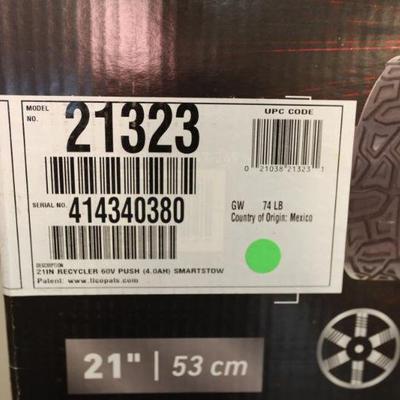 MODEL NO. 21323
UPC CODE
0 21038 21323 1
SERIAL NO. 414340380
GW 74 LB
Country of Origin: Mexico
DESCRIPTION
21IN RECYCLER 60V PUSH (4.0AH) SMARTSTOW
Patent: www.ttcopats.com
21" | 53 cm